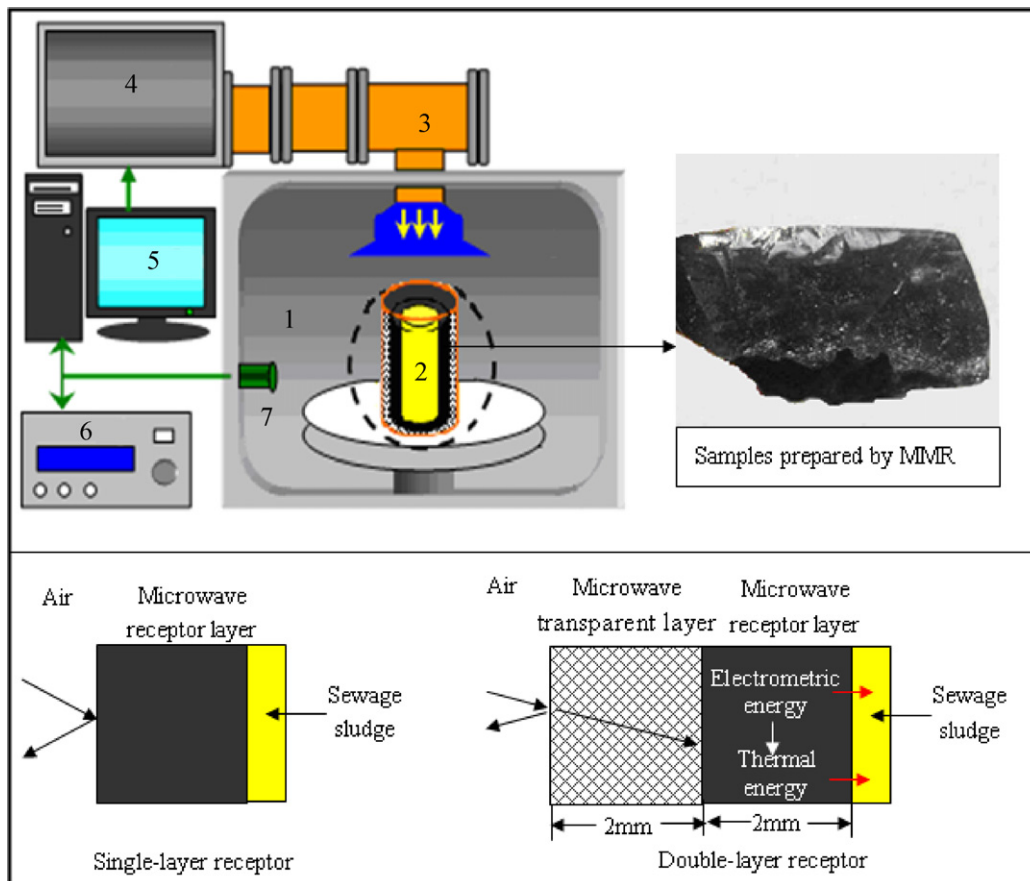 4
3
5
1
2
7
6
Samples prepared by MMR
Air
Microwave
receptor layer
Sewage
sludge
Single-layer receptor
Air
Microwave
transparent layer
Microwave
receptor layer
Electrometric
energy
Thermal
energy
Sewage
sludge
2mm
2mm
Double-layer receptor